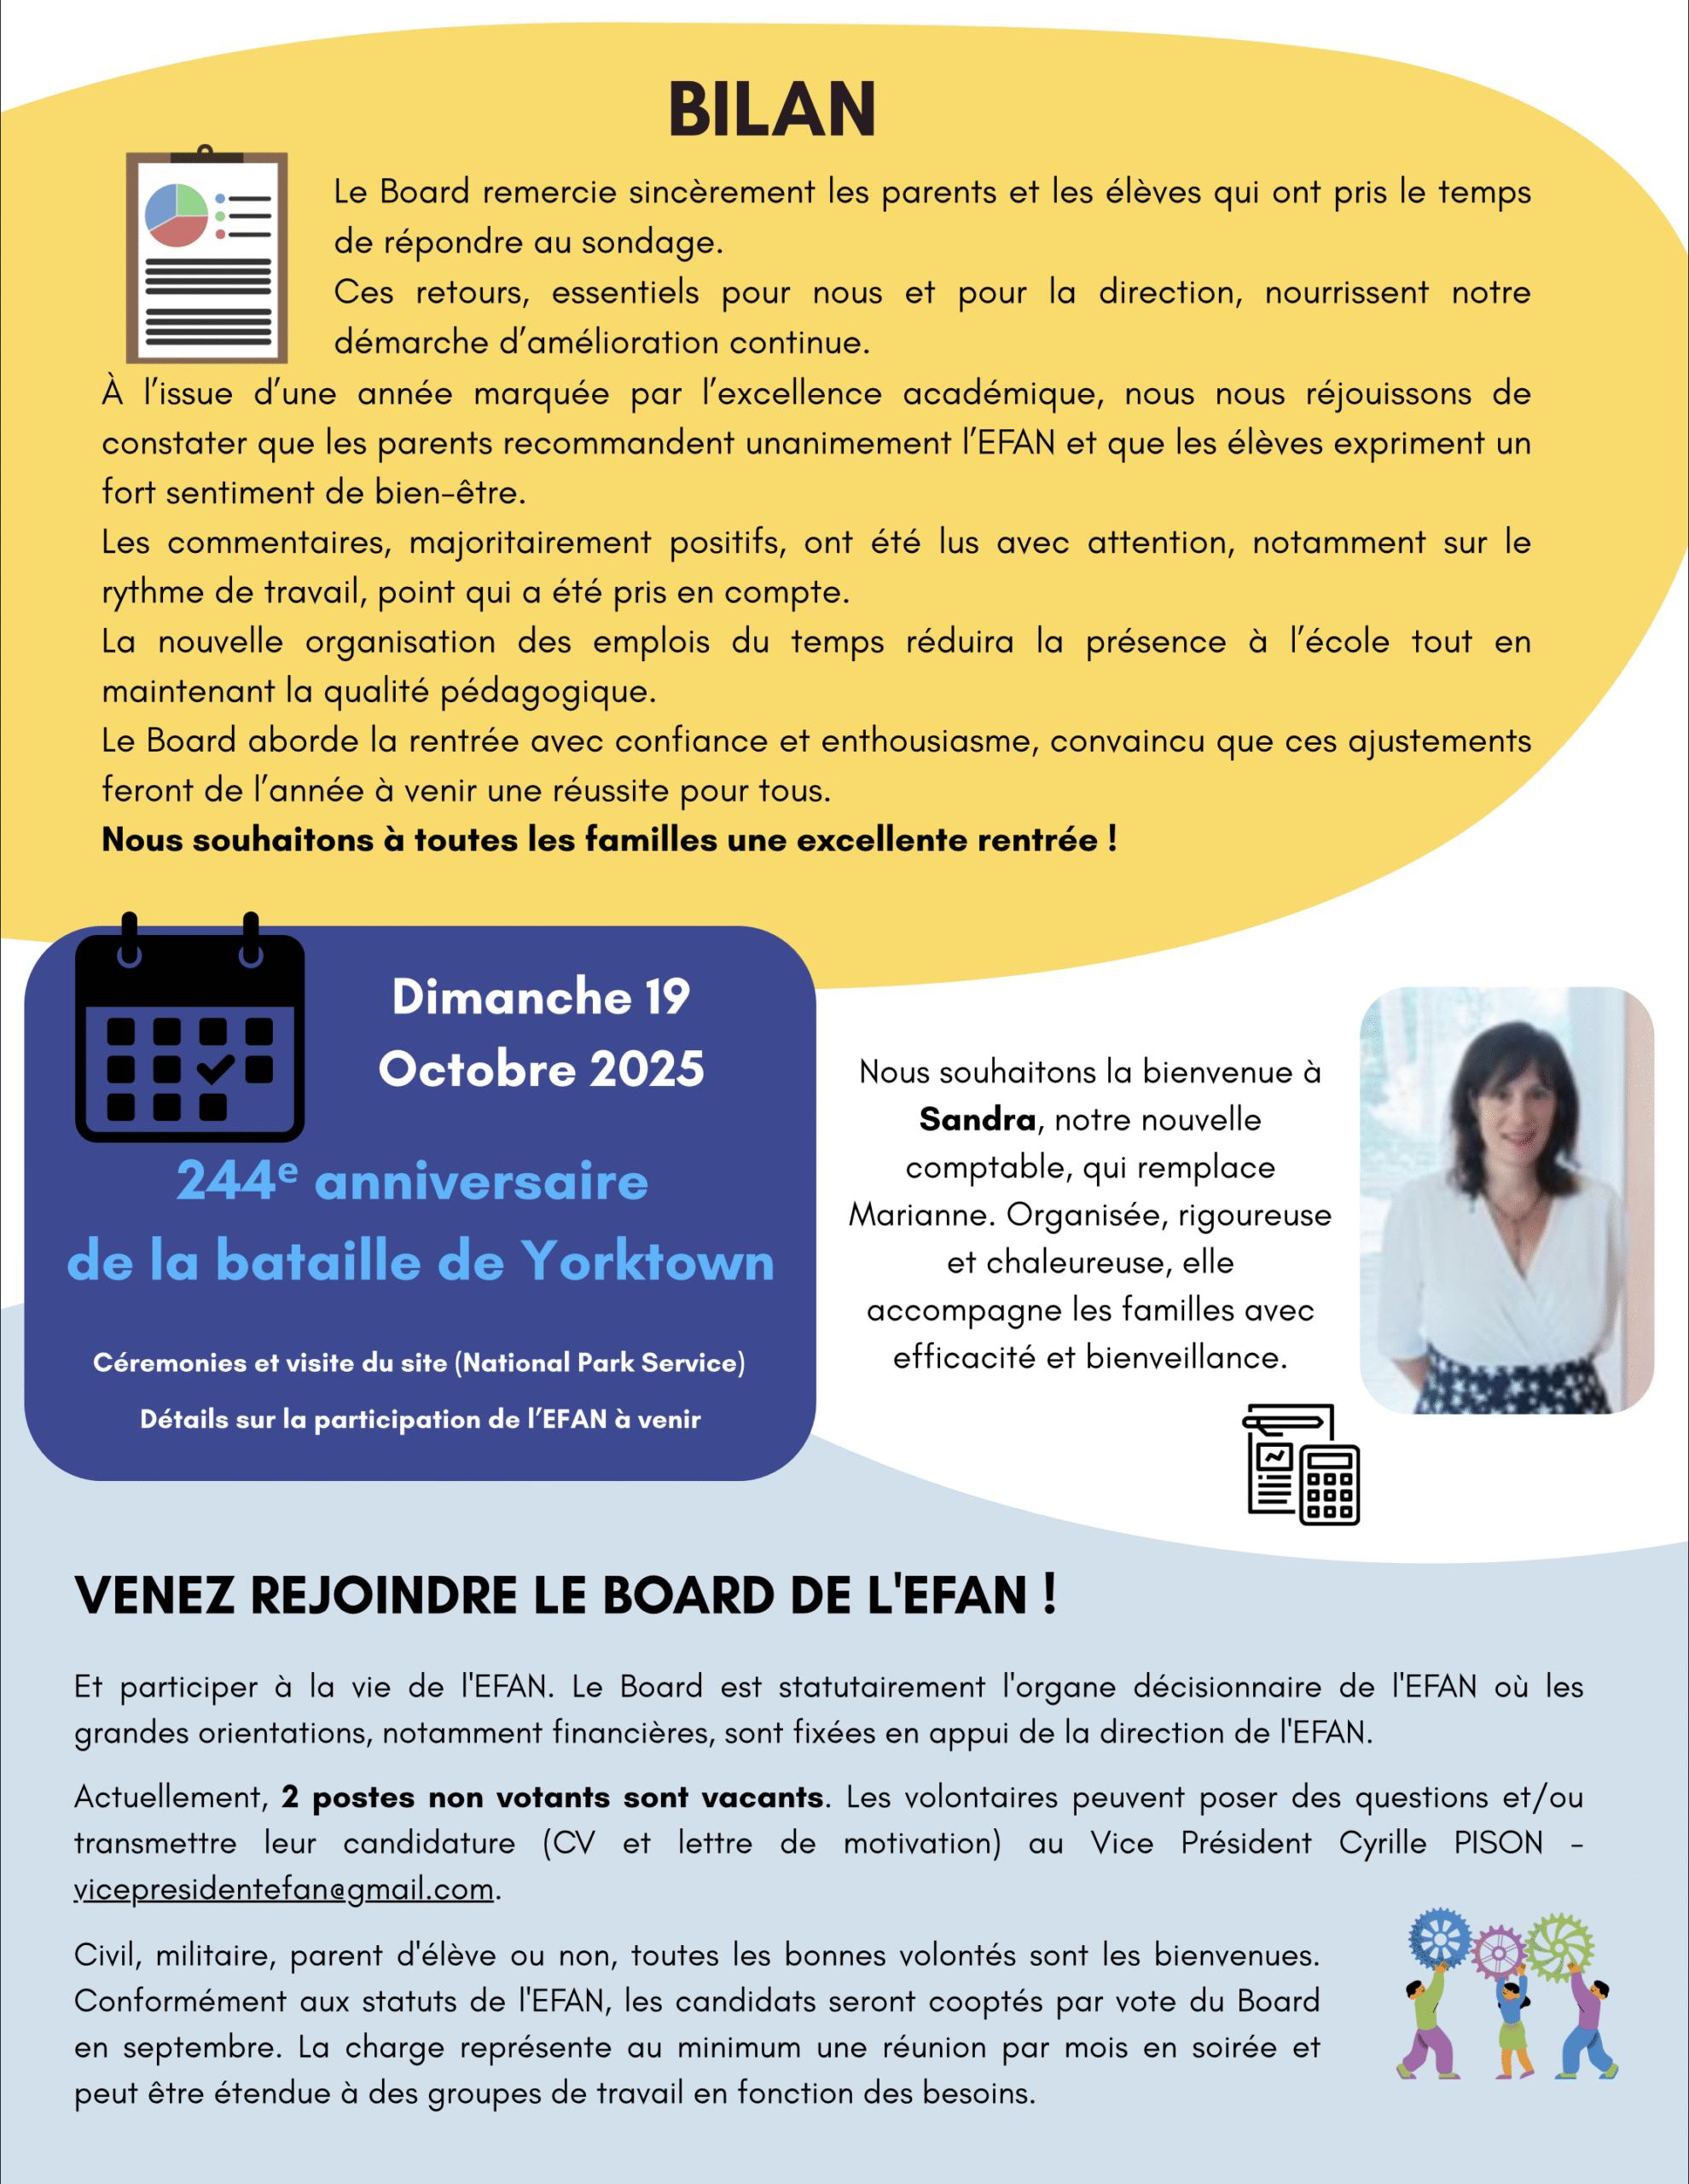 BILAN
Le Board remercie sincèrement les parents et les élèves qui ont pris le temps
de répondre au sondage.
Ces retours, essentiels pour nous et pour la direction, nourrissent notre
démarche d’amélioration continue.
À l’issue d’une année marquée par l’excellence académique, nous nous réjouissons de
constater que les parents recommandent unanimement l’EFAN et que les élèves expriment un
fort sentiment de bien-être.
Les commentaires, majoritairement positifs, ont été lus avec attention, notamment sur le
rythme de travail, point qui a été pris en compte.
La nouvelle organisation des emplois du temps réduira la présence à l’école tout en
maintenant la qualité pédagogique.
Le Board aborde la rentrée avec confiance et enthousiasme, convaincu que ces ajustements
feront de l’année à venir une réussite pour tous.
Nous souhaitons à toutes les familles une excellente rentrée !
Dimanche 19
Octobre 2025
244ᵉ anniversaire
de la bataille de Yorktown
Céremonies et visite du site (National Park Service)
Détails sur la participation de l’EFAN à venir
Nous souhaitons la bienvenue à
Sandra, notre nouvelle
comptable, qui remplace
Marianne. Organisée, rigoureuse
et chaleureuse, elle
accompagne les familles avec
efficacité et bienveillance.
VENEZ REJOINDRE LE BOARD DE L'EFAN !
Et participer à la vie de l'EFAN. Le Board est statutairement l'organe décisionnaire de l'EFAN où les
grandes orientations, notamment financières, sont fixées en appui de la direction de l'EFAN.
Actuellement, 2 postes non votants sont vacants. Les volontaires peuvent poser des questions et/ou
transmettre leur candidature (CV et lettre de motivation) au Vice Président Cyrille PISON -
vicepresidentefan@gmail.com.
Civil, militaire, parent d'élève ou non, toutes les bonnes volontés sont les bienvenues.
Conformément aux statuts de l'EFAN, les candidats seront cooptés par vote du Board
en septembre. La charge représente au minimum une réunion par mois en soirée et
peut être étendue à des groupes de travail en fonction des besoins.